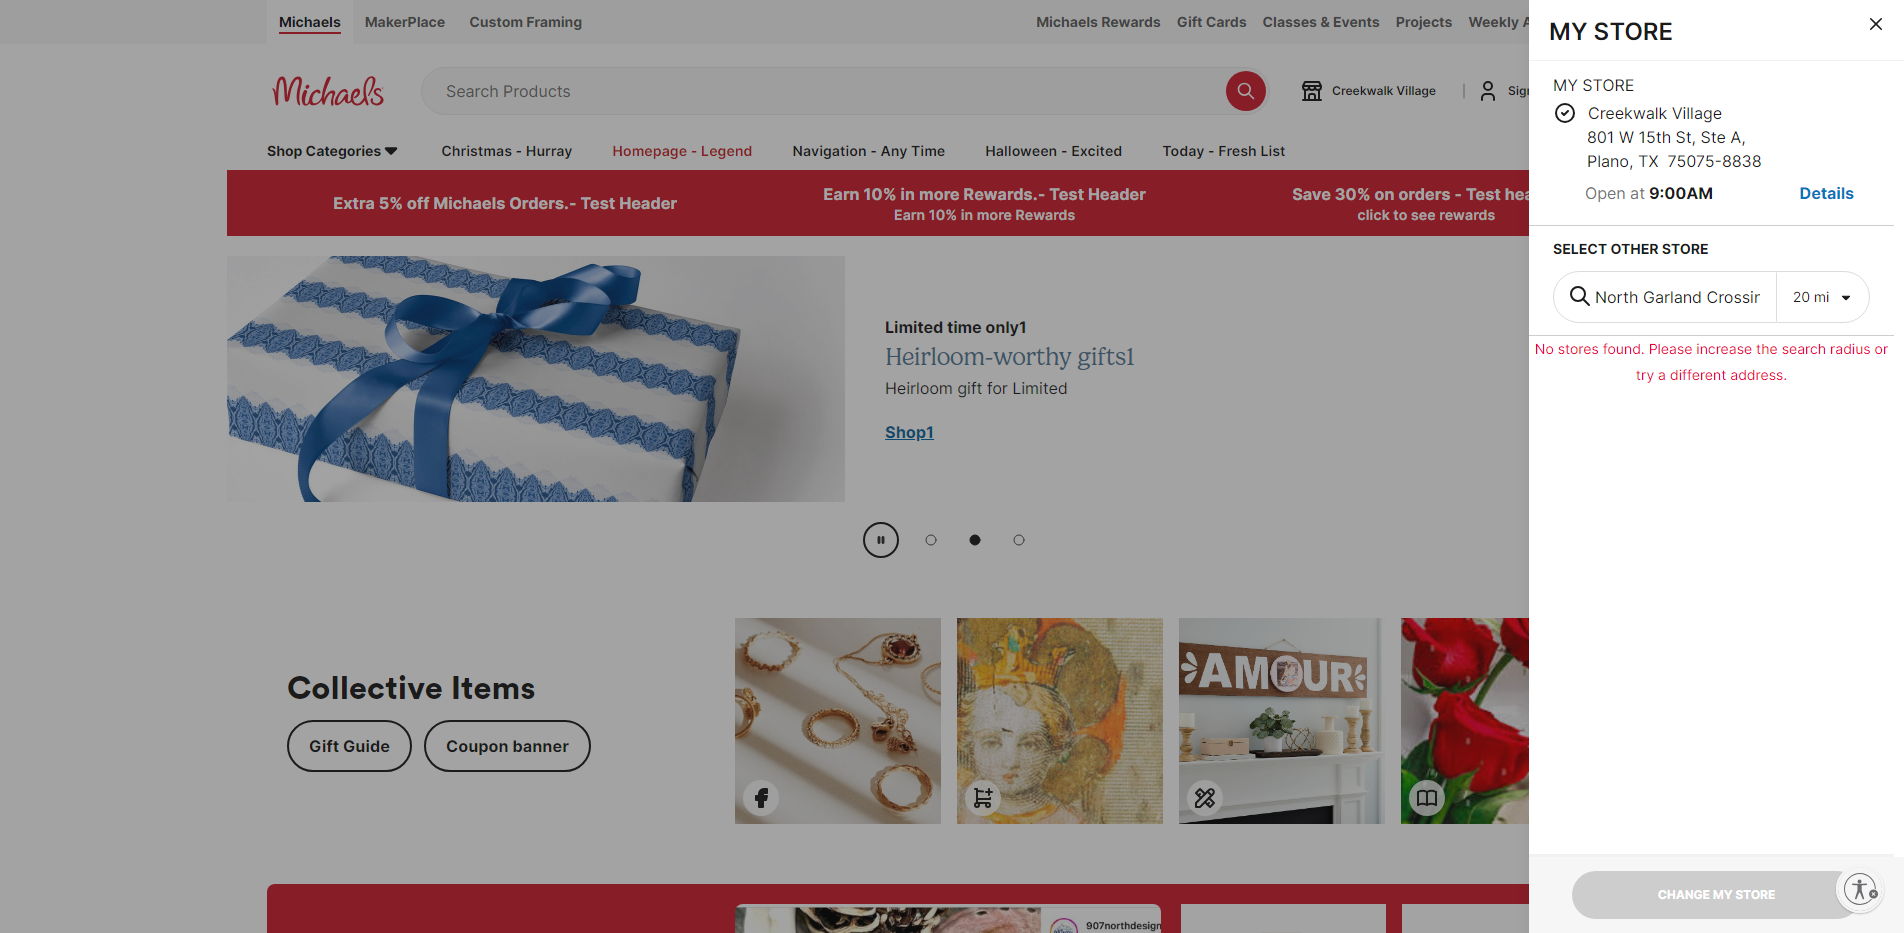 Michaels
MakerPlace
Custom Framing
Michaels Rewards
Gift Cards
Classes & Events
Projects
Weekly A
Michaels
Search Products
Creekwalk Village
Sign
Shop Categories
Christmas - Hurray
Homepage - Legend
Navigation - Any Time
Halloween - Excited
Today - Fresh List
Extra 5% off Michaels Orders.- Test Header
Earn 10% in more Rewards.- Test Header
Earn 10% in more Rewards
Save 30% on orders - Test hea
click to see rewards
Limited time only1
Heirloom-worthy gifts1
Heirloom gift for Limited
Shop1
Collective Items
Gift Guide
Coupon banner
AMOUR
907northdesign
MY STORE
MY STORE
Creekwalk Village
801 W 15th St, Ste A,
Plano, TX 75075-8838
Open at 9:00AM
Details
SELECT OTHER STORE
North Garland Crossir
20 mi
No stores found. Please increase the search radius or
try a different address.
CHANGE MY STORE